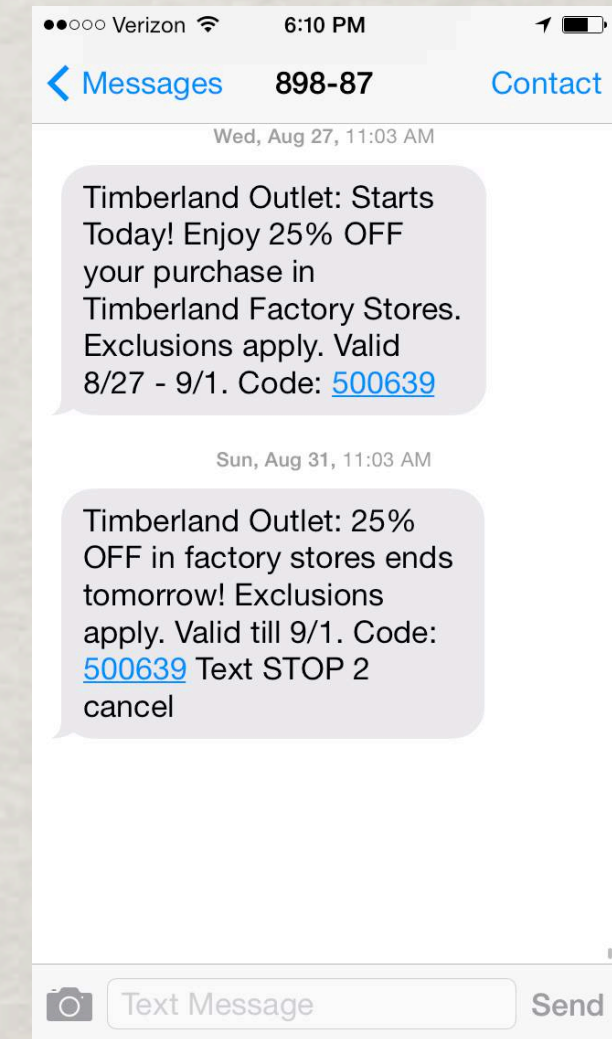 Verizon 6:10 PM
Messages 898-87 Contact
Wed, Aug 27, 11:03 AM
Timberland Outlet: Starts
Today! Enjoy 25% OFF
your purchase in
Timberland Factory Stores.
Exclusions apply. Valid
8/27 - 9/1. Code: 500639
Sun, Aug 31, 11:03 AM
Timberland Outlet: 25%
OFF in factory stores ends
tomorrow! Exclusions
apply. Valid till 9/1. Code:
500639 Text STOP 2
cancel
Text Message Send